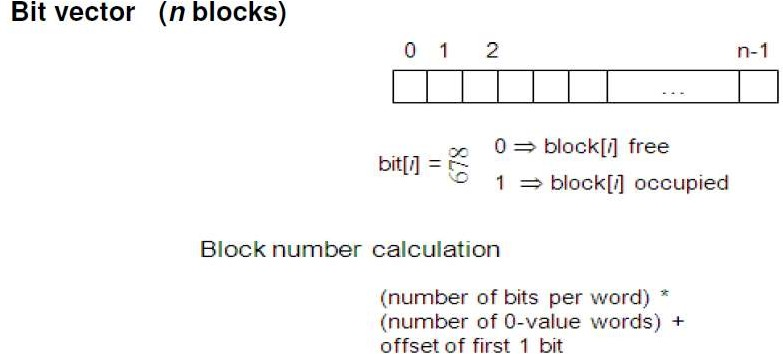 Bit vector (n blocks)
0 1 2 n-1
...
bit[i] = 678 0 ⇒ block[i] free
1 ⇒ block[i] occupied
Block number calculation
(number of bits per word) *
(number of 0-value words) +
offset of first 1 bit